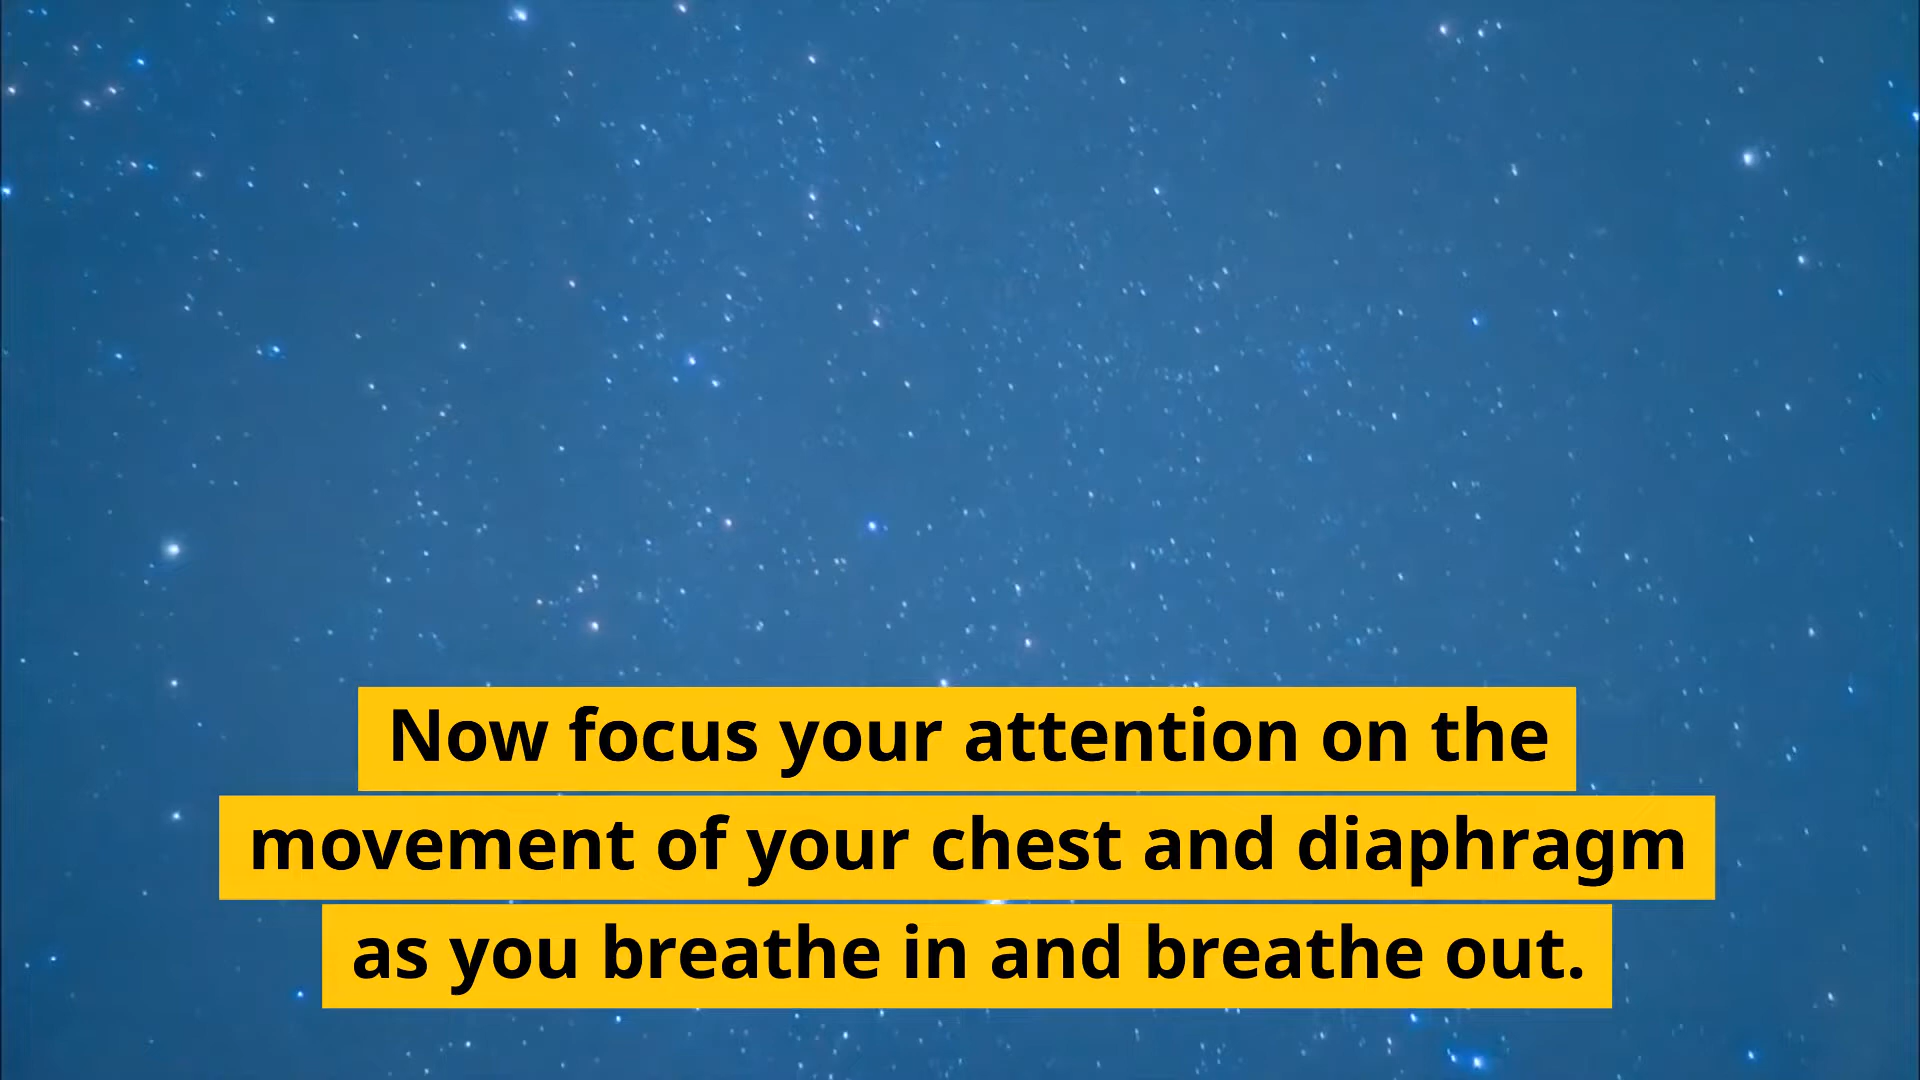 Now focus your attention on the
movement of your chest and diaphragm
as you breathe in and breathe out.